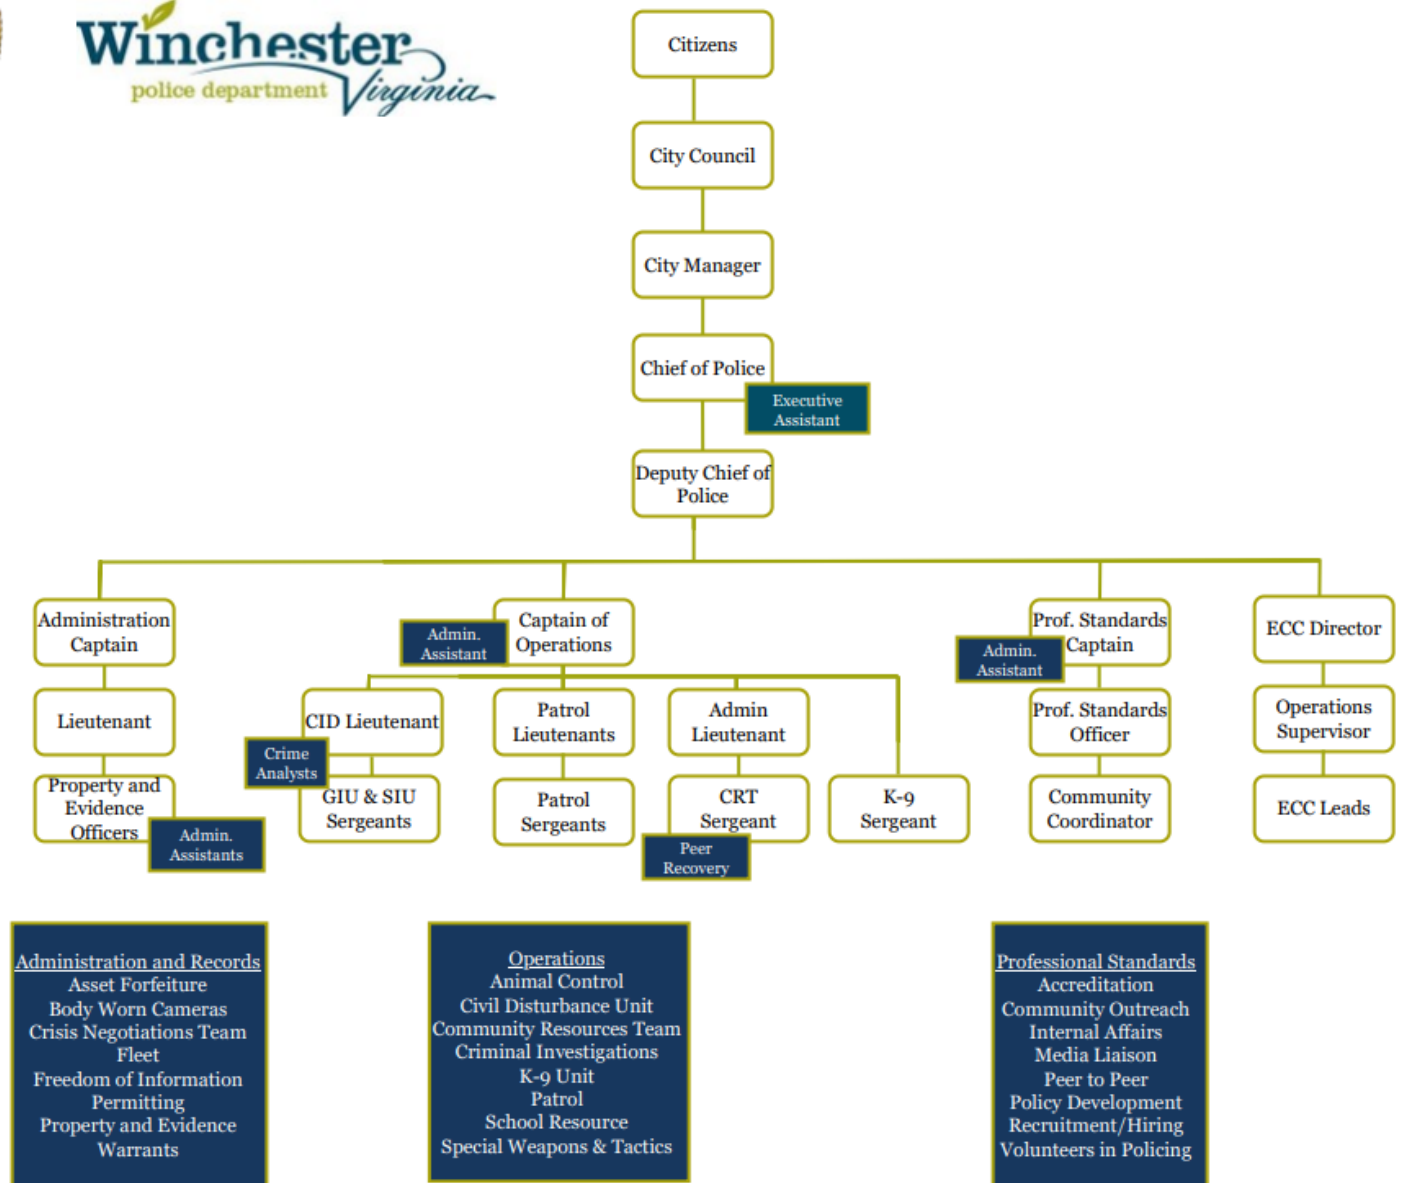 Winchester
police department Virginia
Citizens
City Council
City Manager
Chief of Police
Executive
Assistant
Deputy Chief of
Police
Administration
Captain
Admin.
Assistant
Captain of
Operations
Prof. Standards
Captain
Admin.
Assistant
ECC Director
Lieutenant
CID Lieutenant
Crime
Analysts
Patrol
Lieutenants
Admin
Lieutenant
Prof. Standards
Officer
Operations
Supervisor
Property and
Evidence
Officers
Admin.
Assistants
GIU & SIU
Sergeants
Patrol
Sergeants
CRT
Sergeant
Peer
Recovery
K-9
Sergeant
Community
Coordinator
ECC Leads
Administration and Records
Asset Forfeiture
Body Worn Cameras
Crisis Negotiations Team
Fleet
Freedom of Information
Permitting
Property and Evidence
Warrants
Operations
Animal Control
Civil Disturbance Unit
Community Resources Team
Criminal Investigations
K-9 Unit
Patrol
School Resource
Special Weapons & Tactics
Professional Standards
Accreditation
Community Outreach
Internal Affairs
Media Liaison
Peer to Peer
Policy Development
Recruitment/Hiring
Volunteers in Policing